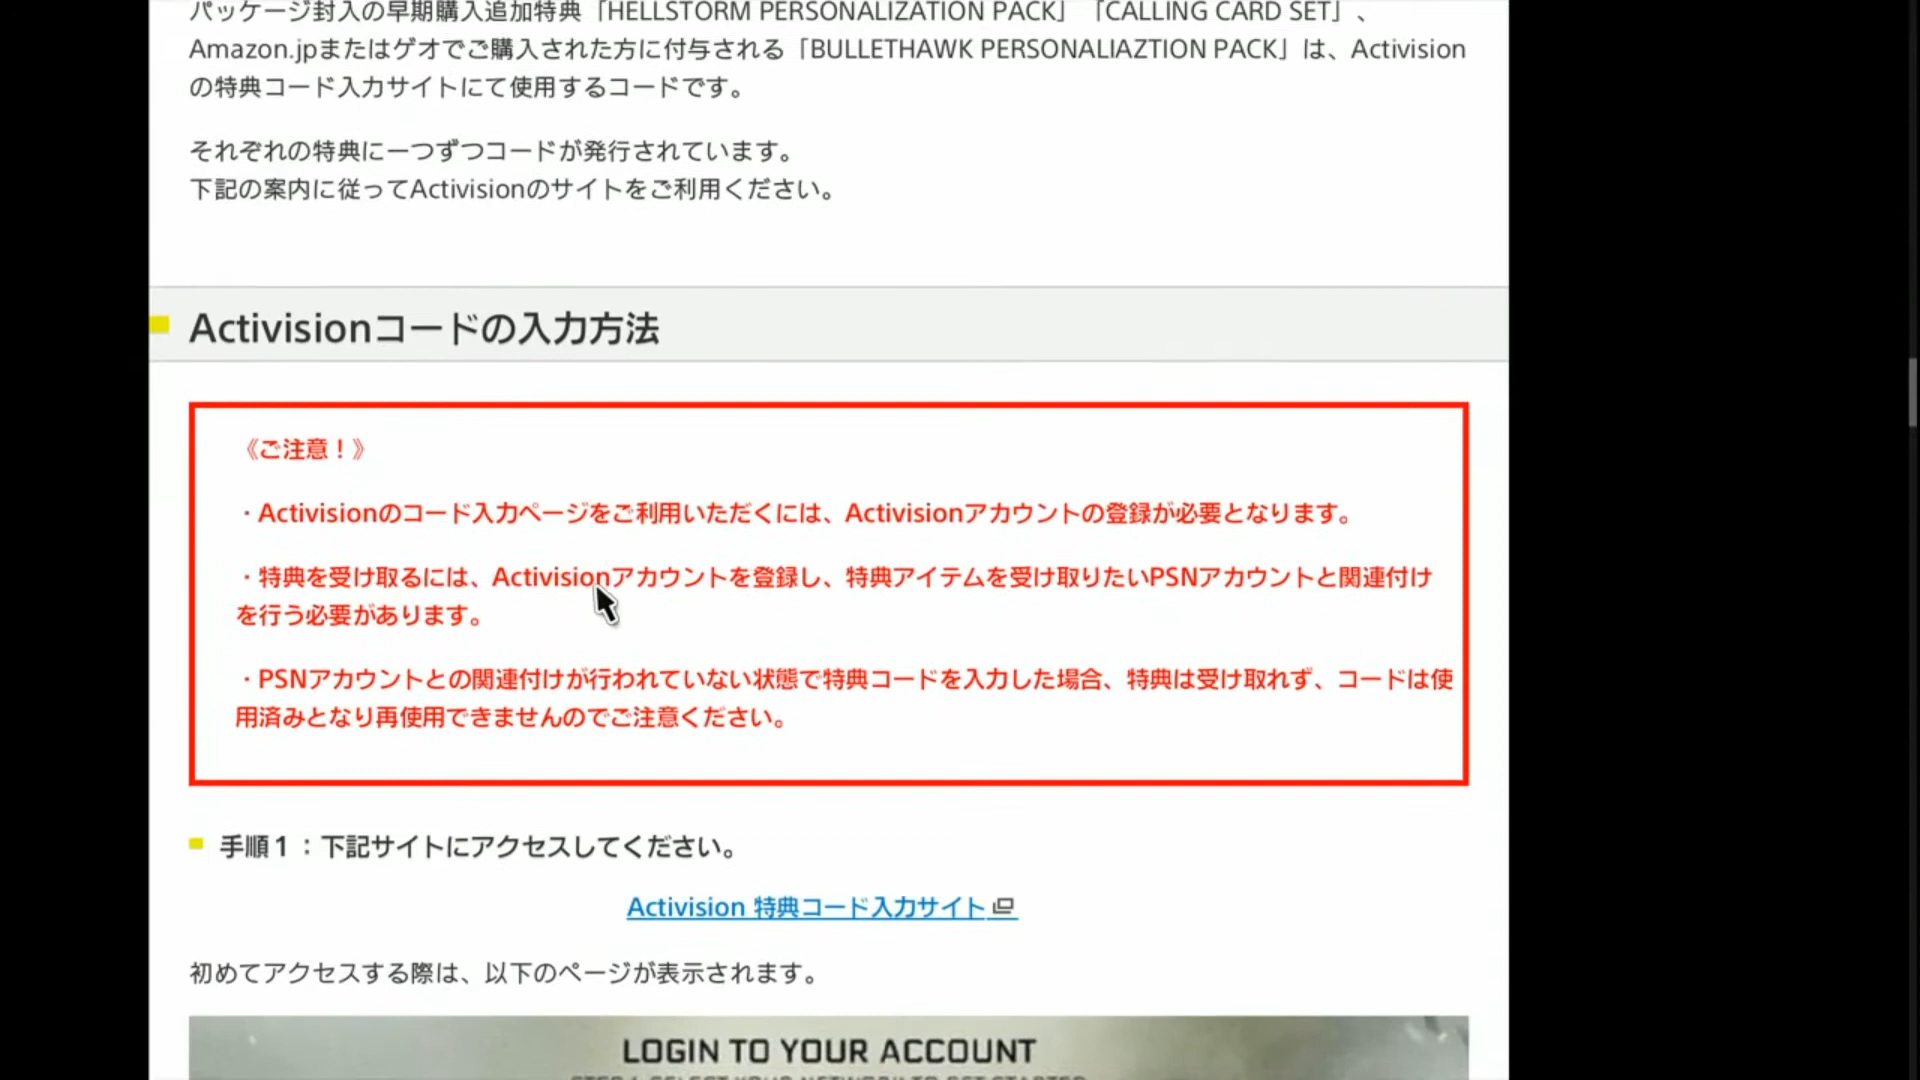 パッケージ封入の早期購入追加特典「HELLSTORM PERSONALIZATION PACK」「CALLING CARD SET」、
Amazon.jpまたはゲオでご購入された方に付与される「BULLETHAWK PERSONALIAZTION PACK」は、Activision
の特典コード入力サイトにて使用するコードです。
それぞれの特典に一つずつコードが発行されています。
下記の案内に従ってActivisionのサイトをご利用ください。
Activisionコードの入力方法
《ご注意！》
・Activisionのコード入力ページをご利用いただくには、Activisionアカウントの登録が必要となります。
・特典を受け取るには、Activisionアカウントを登録し、特典アイテムを受け取りたいPSNアカウントと関連付け
を行う必要があります。
・PSNアカウントとの関連付けが行われていない状態で特典コードを入力した場合、特典は受け取れず、コードは使
用済みとなり再使用できませんのでご注意ください。
手順１：下記サイトにアクセスしてください。
Activision 特典コード入力サイト
初めてアクセスする際は、以下のページが表示されます。
LOGIN TO YOUR ACCOUNT
STEP 1: SELECT YOUR NETWORK TO GET STARTED